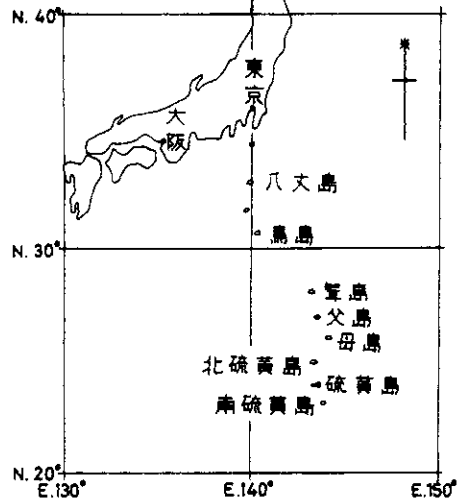 N.40°
東京
大阪
八丈島
鳥島
N.30°
聟島
父島
母島
北硫黄島
硫黄島
南硫黄島
N.20°
E.130° E.140° E.150°